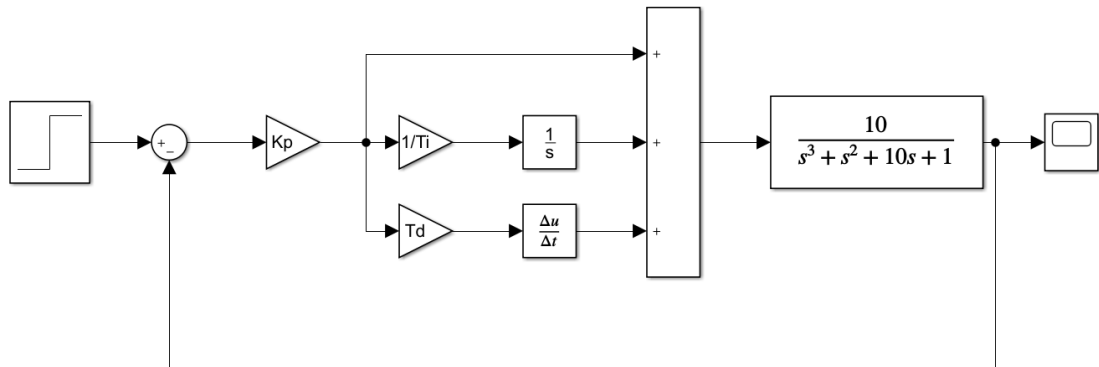 +
+
−
Kp
1/Ti
1
s
+
10
s³ + s² + 10s + 1
Td
Δu
Δt
+